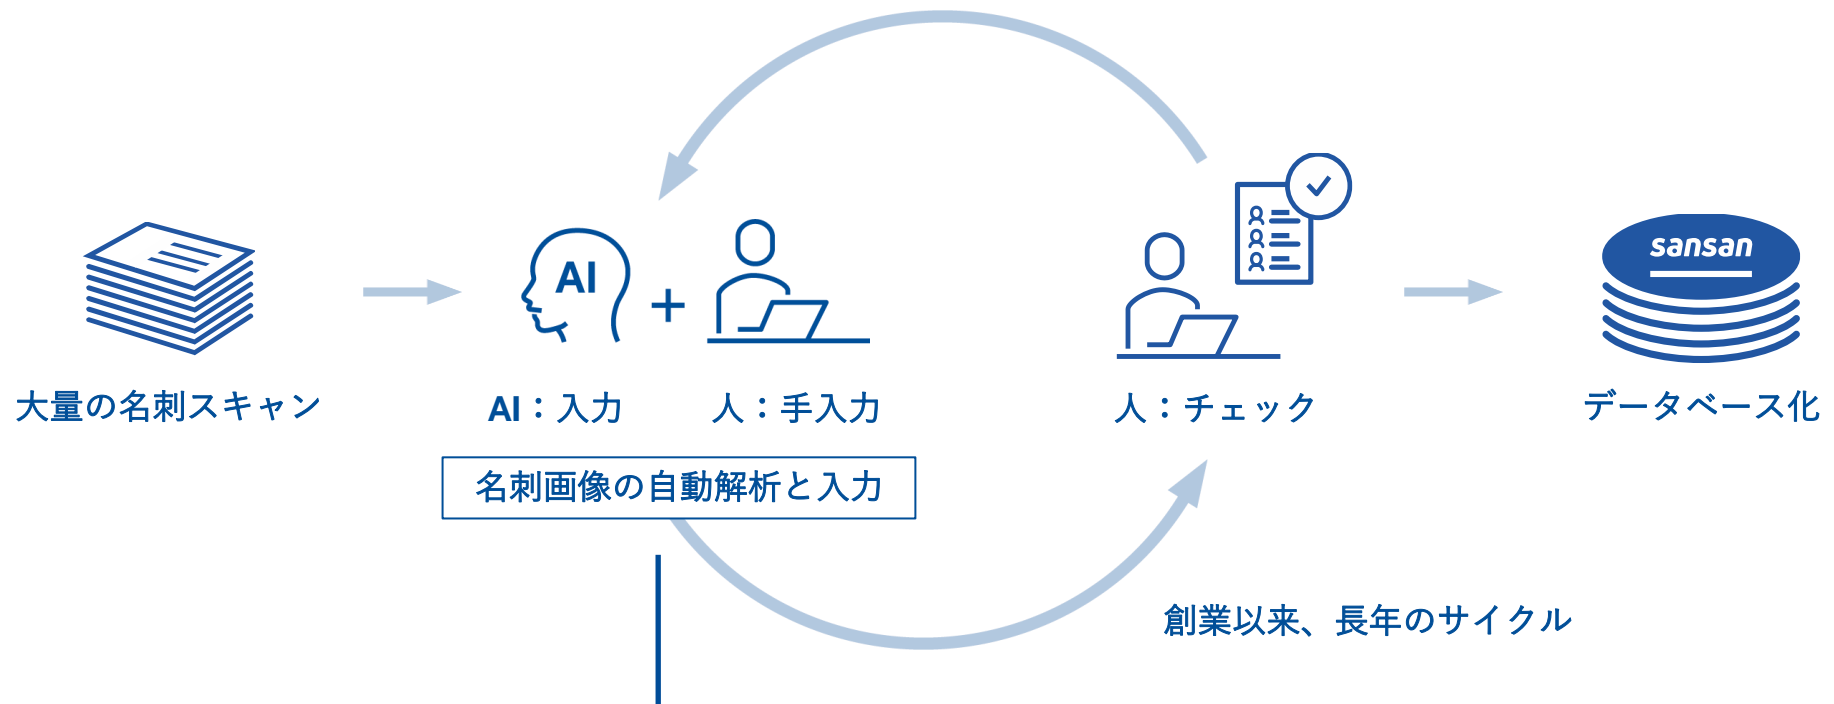 AI
sansan
大量の名刺スキャン
AI：入力
人：手入力
人：チェック
データベース化
名刺画像の自動解析と入力
創業以来、長年のサイクル